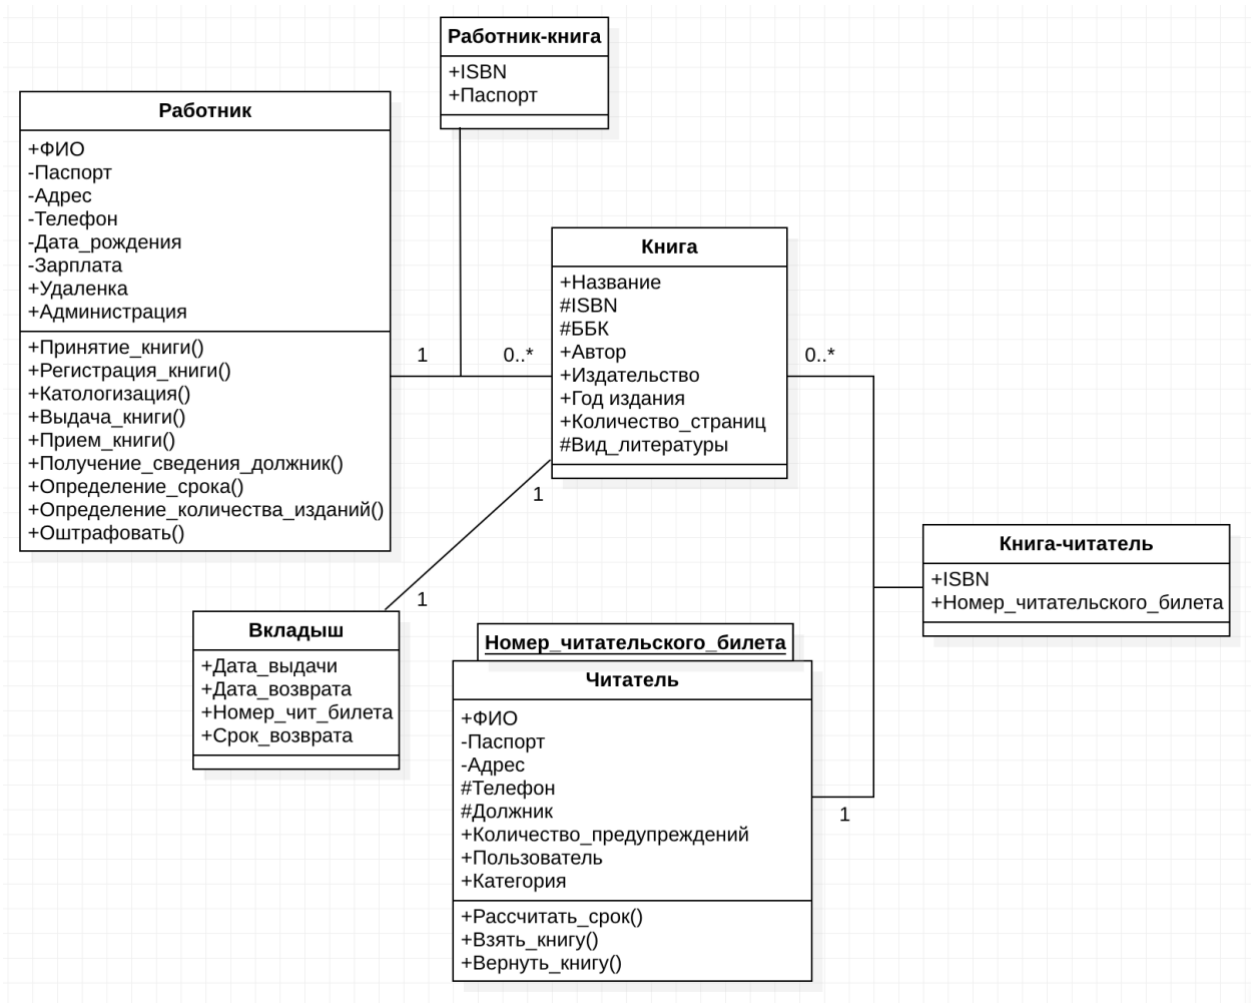 Работник-книга
+ISBN
+Паспорт
Работник
+ФИО
-Паспорт
-Адрес
-Телефон
-Дата_рождения
-Зарплата
+Удаленка
+Администрация
+Принятие_книги()
+Регистрация_книги()
+Катологизация()
+Выдача_книги()
+Прием_книги()
+Получение_сведения_должник()
+Определение_срока()
+Определение_количества_изданий()
+Оштрафовать()
1
0..*
Книга
+Название
#ISBN
#ББК
+Автор
+Издательство
+Год издания
+Количество_страниц
#Вид_литературы
0..*
1
1
Вкладыш
+Дата_выдачи
+Дата_возврата
+Номер_чит_билета
+Срок_возврата
Книга-читатель
+ISBN
+Номер_читательского_билета
Номер_читательского_билета
Читатель
+ФИО
-Паспорт
-Адрес
#Телефон
#Должник
+Количество_предупреждений
+Пользователь
+Категория
+Рассчитать_срок()
+Взять_книгу()
+Вернуть_книгу()
1